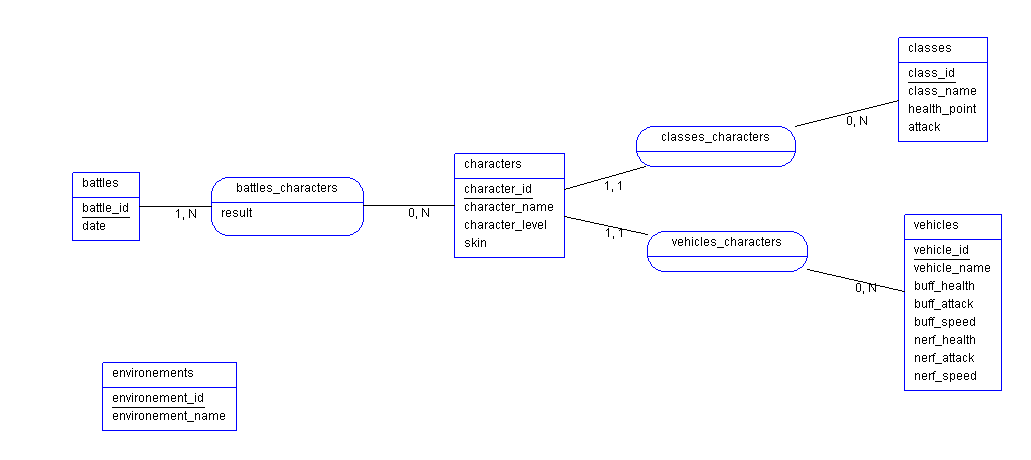 classes
class_id
class_name
health_point
attack
0, N
classes_characters
1, 1
characters
character_id
character_name
character_level
skin
battles
battle_id
date
1, N
battles_characters
result
0, N
1, 1
vehicles_characters
0, N
vehicles
vehicle_id
vehicle_name
buff_health
buff_attack
buff_speed
nerf_health
nerf_attack
nerf_speed
environements
environement_id
environement_name